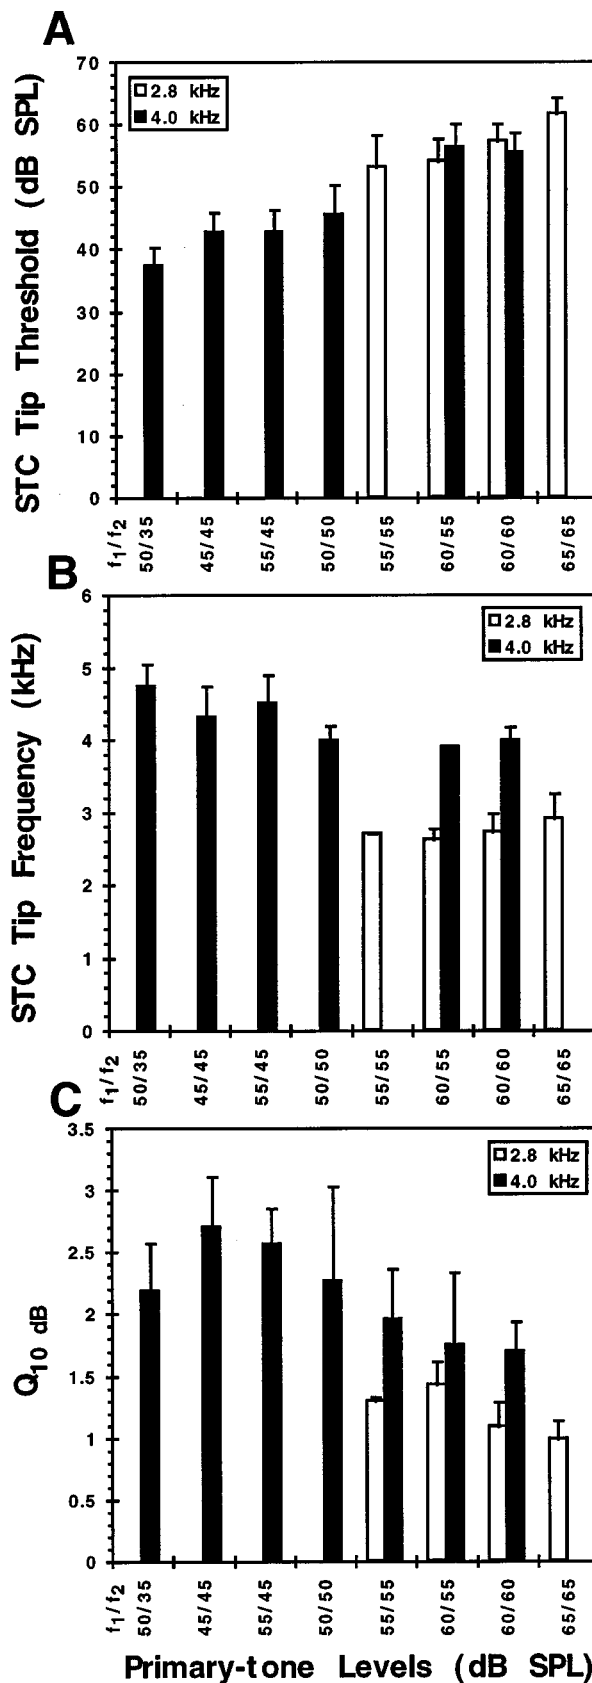 A
STC Tip Threshold (dB SPL)
70
60
50
40
30
20
10
0
2.8 kHz
4.0 kHz
f1/f2
50/35
45/45
55/45
50/50
55/55
60/55
60/60
65/65
B
STC Tip Frequency (kHz)
6
5
4
3
2
1
0
2.8 kHz
4.0 kHz
f1/f2
50/35
45/45
55/45
50/50
55/55
60/55
60/60
65/65
C
Q10 dB
3.5
3
2.5
2
1.5
1
0.5
0
2.8 kHz
4.0 kHz
f1/f2
50/35
45/45
55/45
50/50
55/55
60/55
60/60
65/65
Primary-tone Levels (dB SPL)